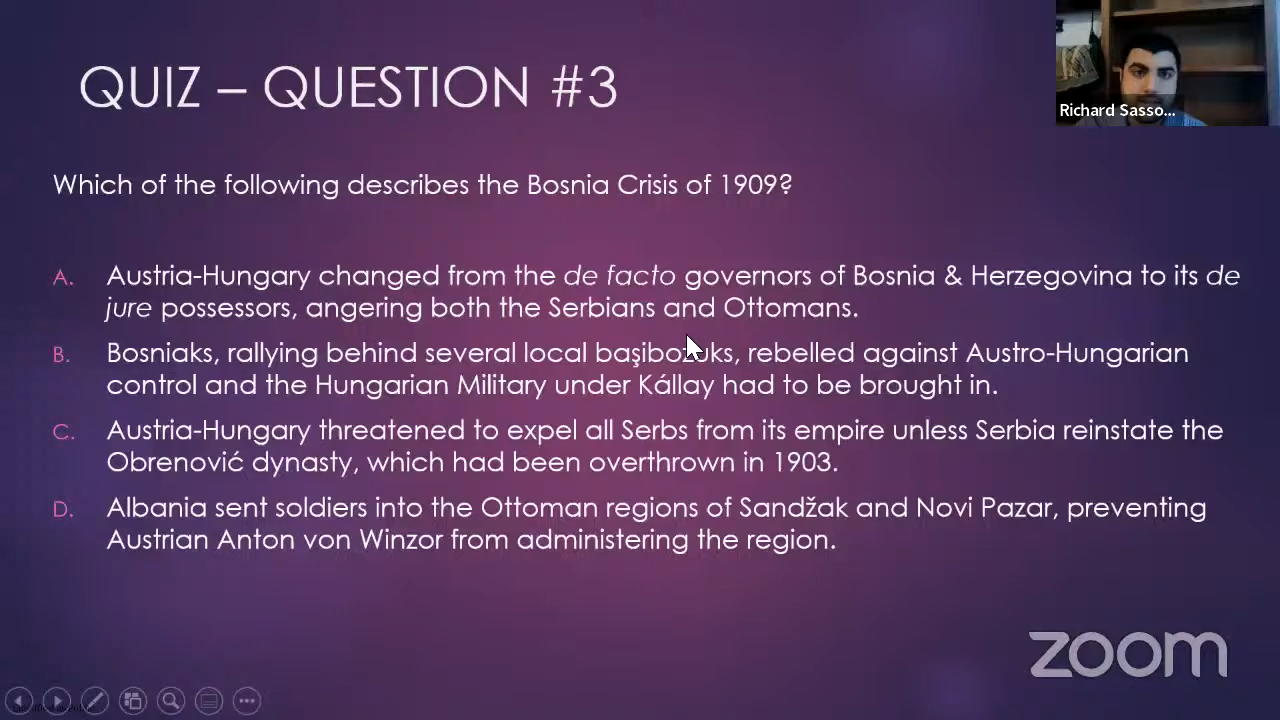 QUIZ – QUESTION #3
Richard Sasso...
Which of the following describes the Bosnia Crisis of 1909?
A. Austria-Hungary changed from the de facto governors of Bosnia & Herzegovina to its de
jure possessors, angering both the Serbians and Ottomans.
B. Bosniaks, rallying behind several local başibozuks, rebelled against Austro-Hungarian
control and the Hungarian Military under Kállay had to be brought in.
C. Austria-Hungary threatened to expel all Serbs from its empire unless Serbia reinstate the
Obrenović dynasty, which had been overthrown in 1903.
D. Albania sent soldiers into the Ottoman regions of Sandžak and Novi Pazar, preventing
Austrian Anton von Winzor from administering the region.
zoom